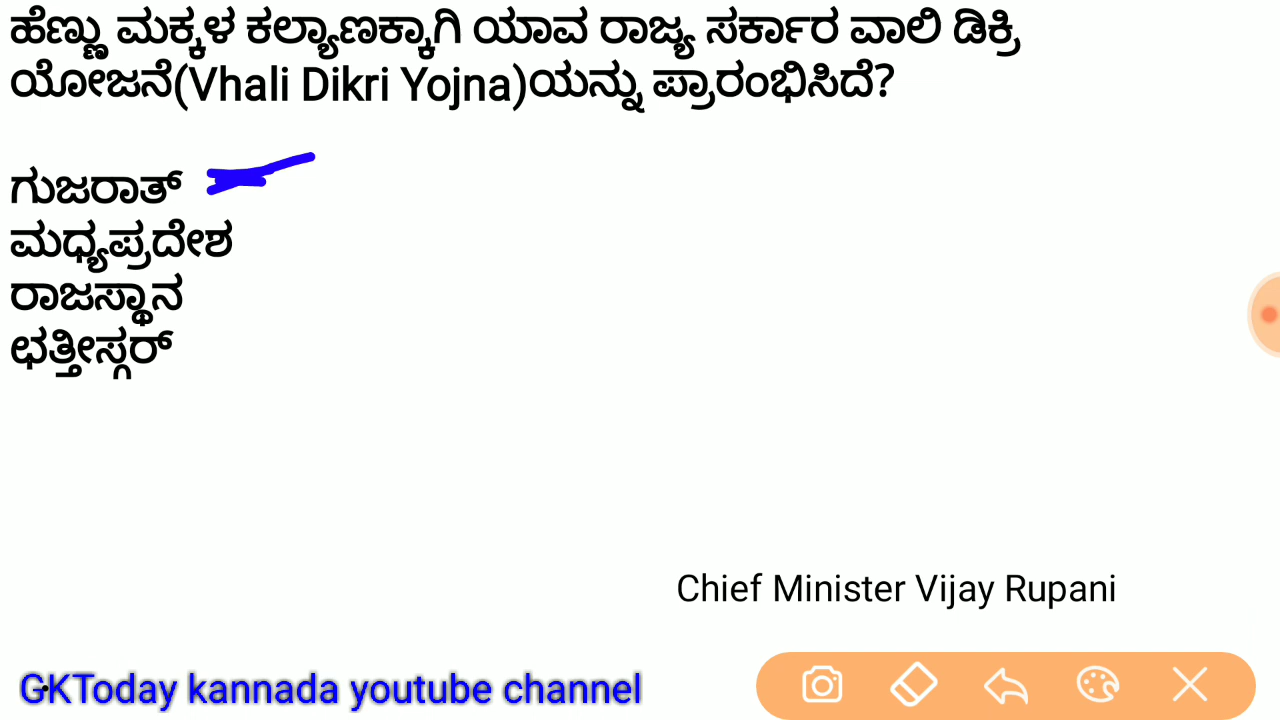 ಹೆಣ್ಣು ಮಕ್ಕಳ ಕಲ್ಯಾಣಕ್ಕಾಗಿ ಯಾವ ರಾಜ್ಯ ಸರ್ಕಾರ ವಾಲಿ ಡಿಕ್ರಿ
ಯೋಜನೆ(Vhali Dikri Yojna)ಯನ್ನು ಪ್ರಾರಂಭಿಸಿದೆ?
ಗುಜರಾತ್
ಮಧ್ಯಪ್ರದೇಶ
ರಾಜಸ್ಥಾನ
ಛತ್ತೀಸ್ಗರ್
Chief Minister Vijay Rupani
GKToday kannada youtube channel